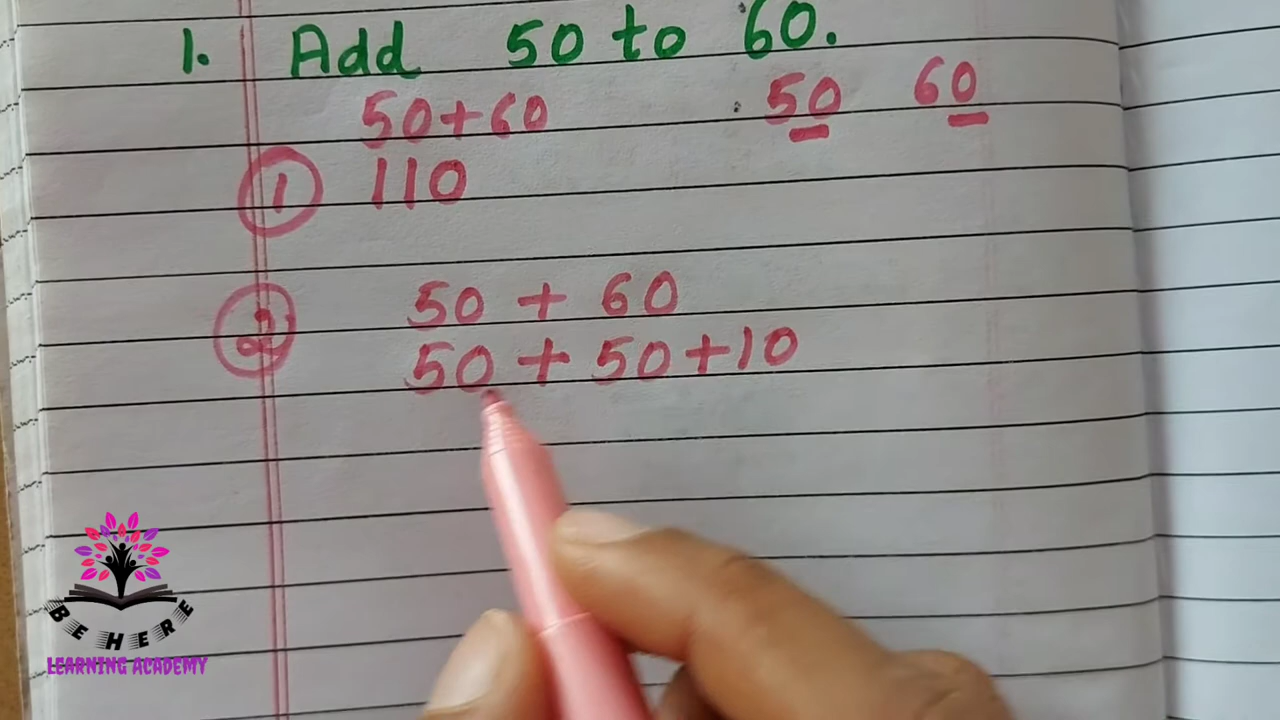 1. Add 50 to 60.
50+60 50 60
① 110
② 50 + 60
50 + 50+10
BE HERE
LEARNING ACADEMY